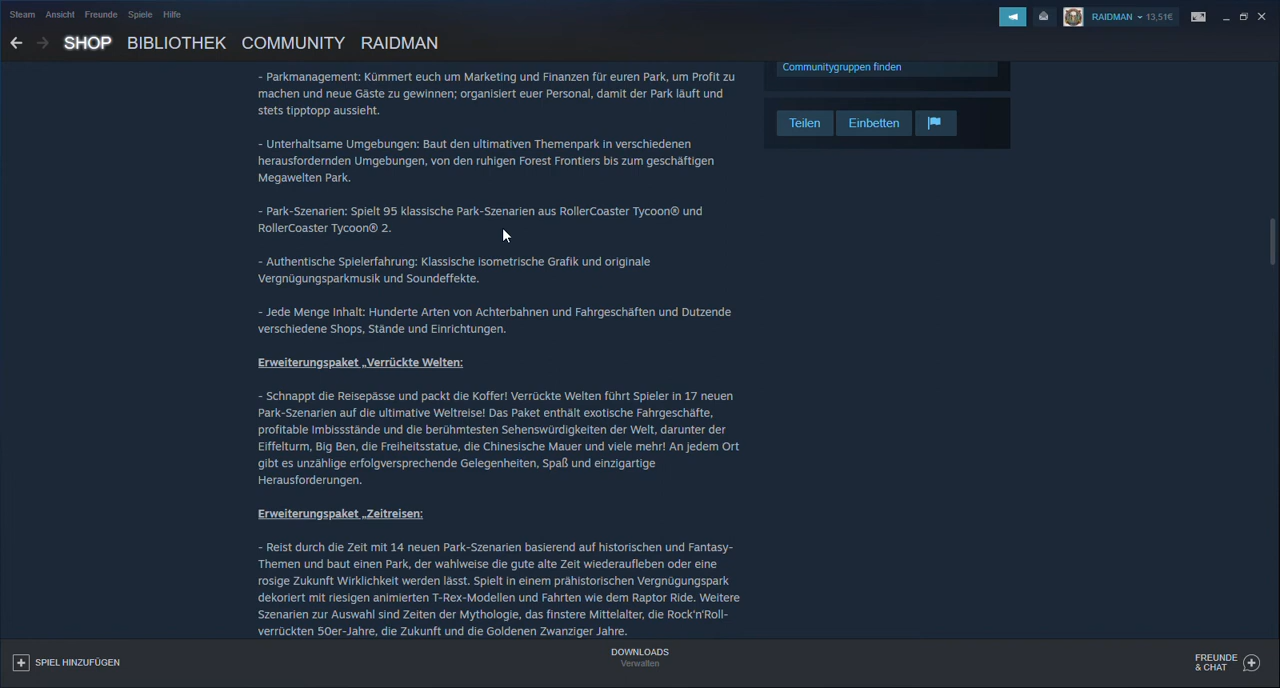 Steam Ansicht Freunde Spiele Hilfe
RAIDMAN 13,51€
SHOP BIBLIOTHEK COMMUNITY RAIDMAN
- Parkmanagement: Kümmert euch um Marketing und Finanzen für euren Park, um Profit zu
machen und neue Gäste zu gewinnen; organisiert euer Personal, damit der Park läuft und
stets tipptopp aussieht.
- Unterhaltsame Umgebungen: Baut den ultimativen Themenpark in verschiedenen
herausfordernden Umgebungen, von den ruhigen Forest Frontiers bis zum geschäftigen
Megawelten Park.
- Park-Szenarien: Spielt 95 klassische Park-Szenarien aus RollerCoaster Tycoon® und
RollerCoaster Tycoon® 2.
- Authentische Spielerfahrung: Klassische isometrische Grafik und originale
Vergnügungsparkmusik und Soundeffekte.
- Jede Menge Inhalt: Hunderte Arten von Achterbahnen und Fahrgeschäften und Dutzende
verschiedene Shops, Stände und Einrichtungen.
Erweiterungspaket „Verrückte Welten:
- Schnappt die Reisepässe und packt die Koffer! Verrückte Welten führt Spieler in 17 neuen
Park-Szenarien auf die ultimative Weltreise! Das Paket enthält exotische Fahrgeschäfte,
profitable Imbissstände und die berühmtesten Sehenswürdigkeiten der Welt, darunter der
Eiffelturm, Big Ben, die Freiheitsstatue, die Chinesische Mauer und viele mehr! An jedem Ort
gibt es unzählige erfolgversprechende Gelegenheiten, Spaß und einzigartige
Herausforderungen.
Erweiterungspaket „Zeitreisen:
- Reist durch die Zeit mit 14 neuen Park-Szenarien basierend auf historischen und Fantasy-
Themen und baut einen Park, der wahlweise die gute alte Zeit wiederaufleben oder eine
rosige Zukunft Wirklichkeit werden lässt. Spielt in einem prähistorischen Vergnügungspark
dekoriert mit riesigen animierten T-Rex-Modellen und Fahrten wie dem Raptor Ride. Weitere
Szenarien zur Auswahl sind Zeiten der Mythologie, das finstere Mittelalter, die Rock'n'Roll-
verrückten 50er-Jahre, die Zukunft und die Goldenen Zwanziger Jahre.
Communitygruppen finden
Teilen Einbetten
SPIEL HINZUFÜGEN
DOWNLOADS
Verwalten
FREUNDE
& CHAT